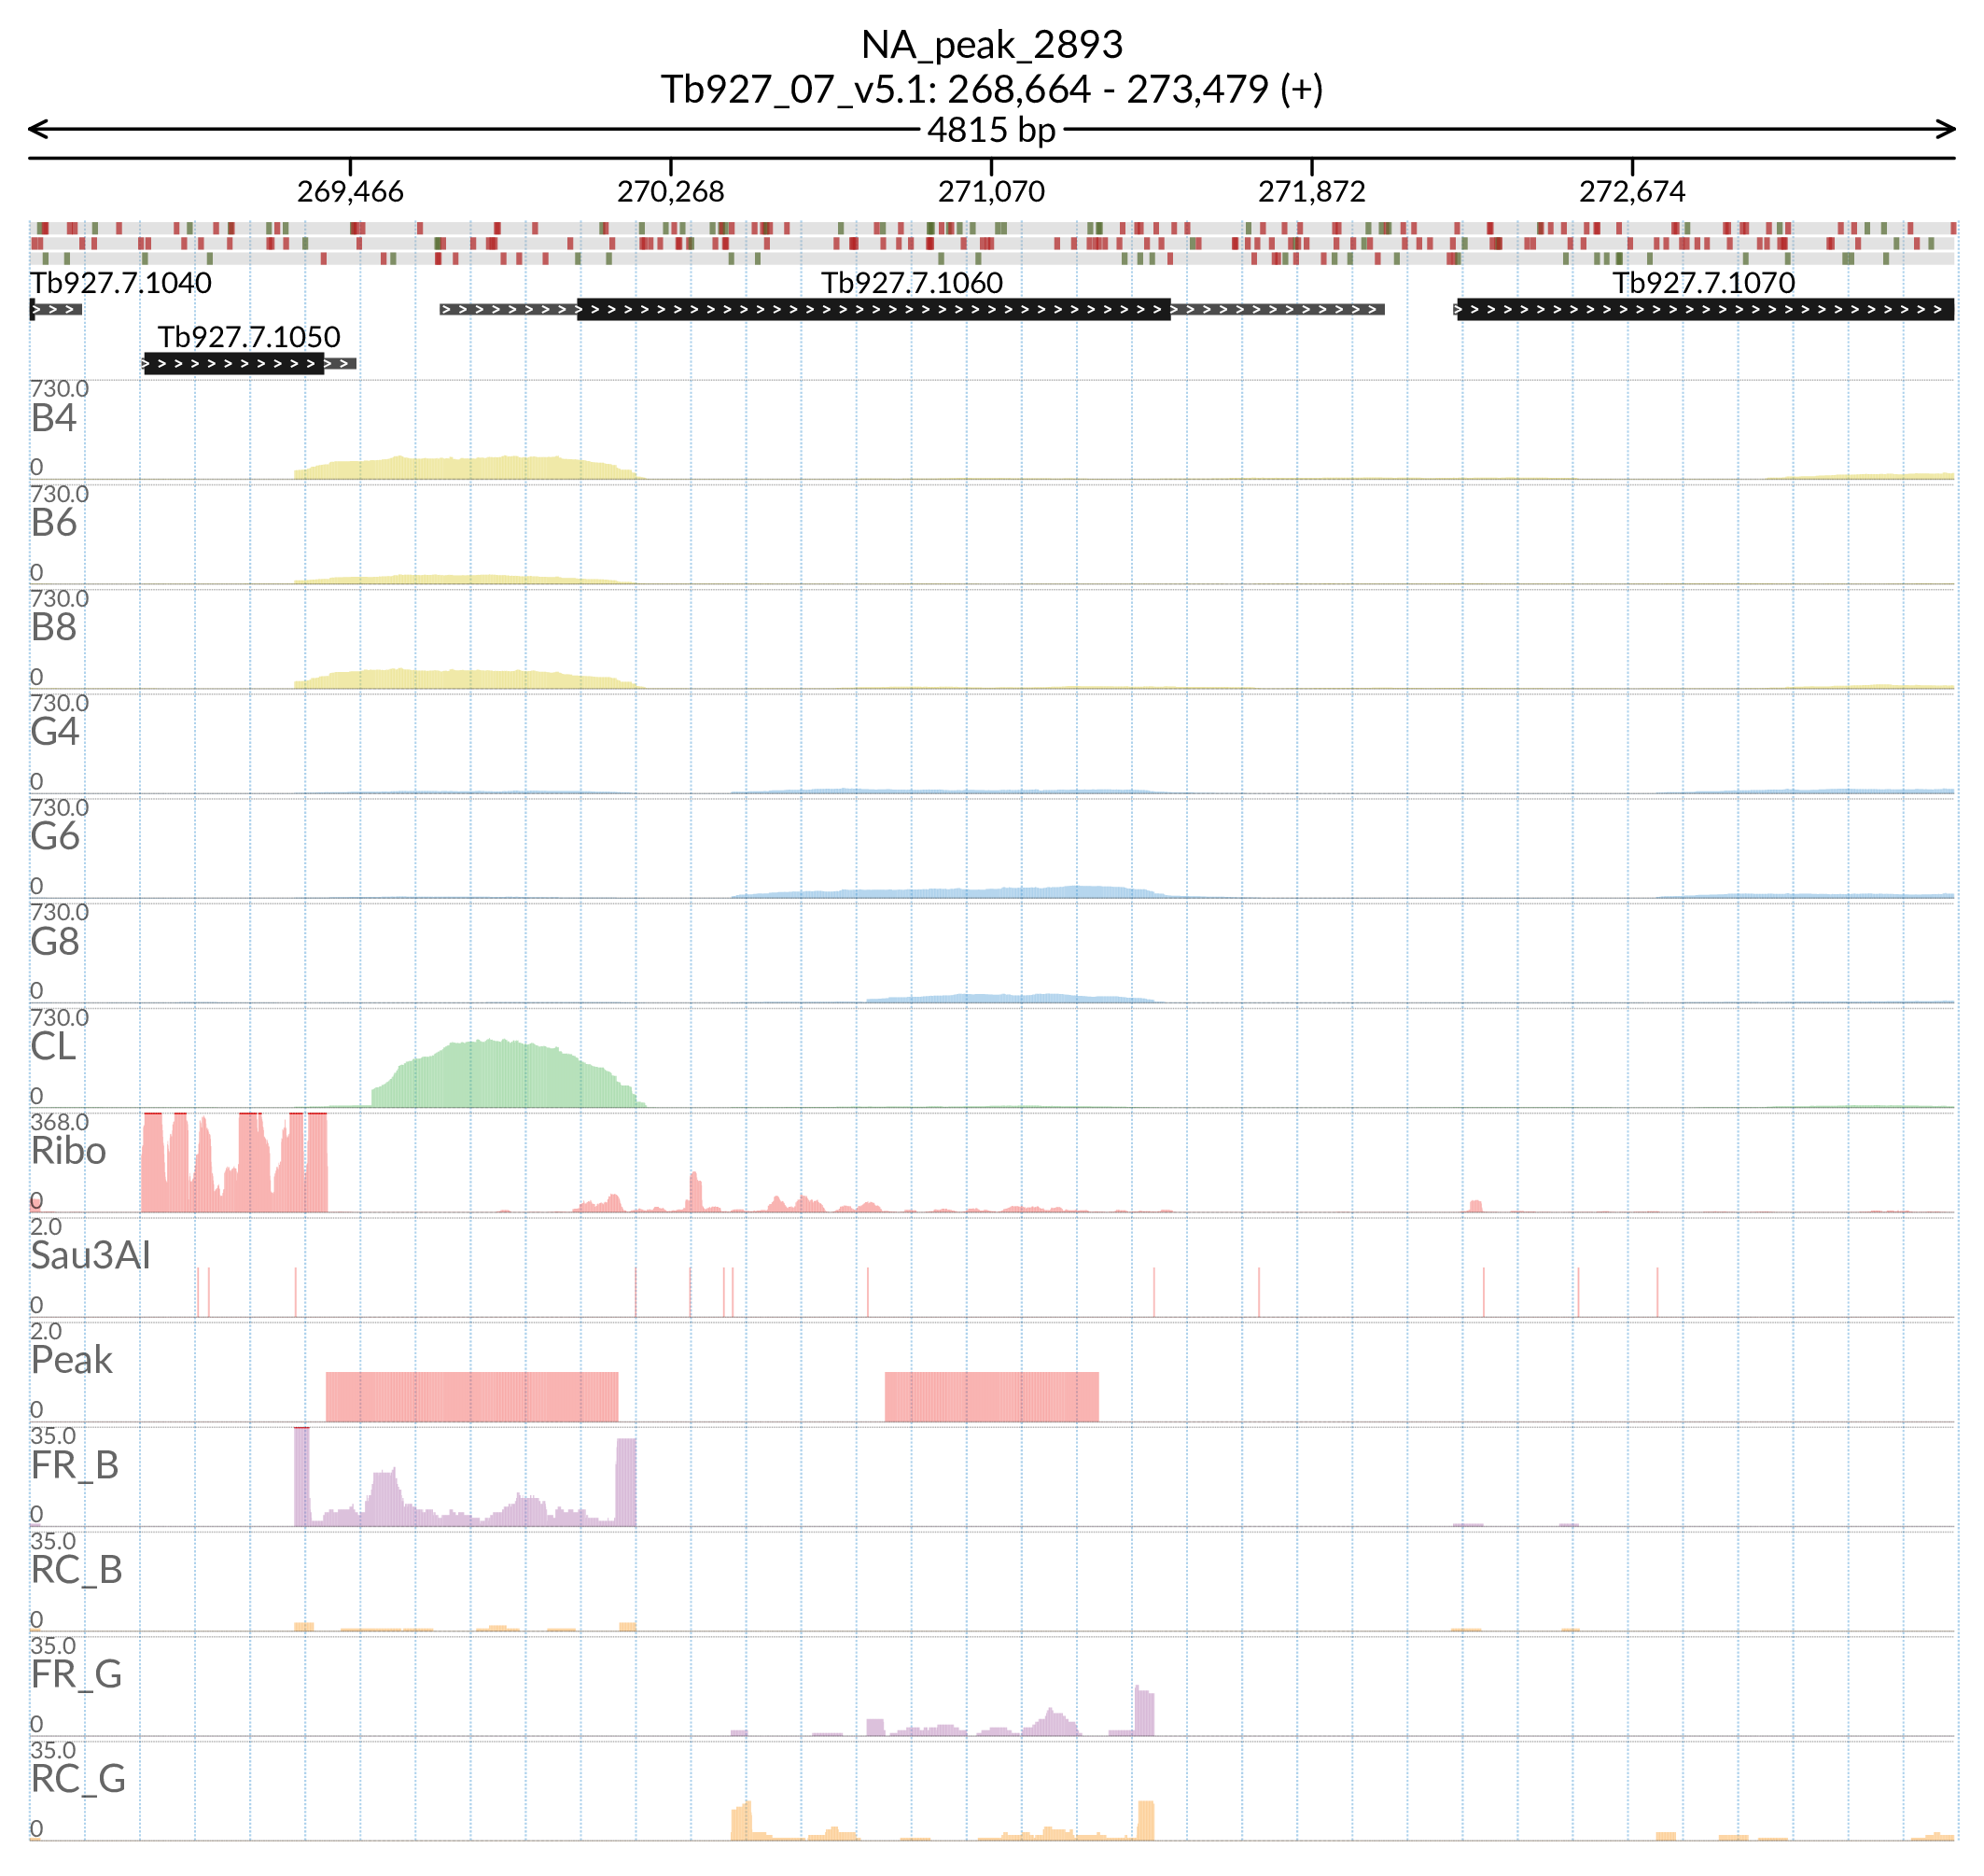 NA_peak_2893
Tb927_07_v5.1: 268,664 - 273,479 (+)
4815 bp
269,466 270,268 271,070 271,872 272,674
Tb927.7.1040 Tb927.7.1060 Tb927.7.1070
Tb927.7.1050
730.0
B4
0
730.0
B6
0
730.0
B8
0
730.0
G4
0
730.0
G6
0
730.0
G8
0
730.0
CL
0
368.0
Ribo
0
2.0
Sau3AI
0
2.0
Peak
0
35.0
FR_B
0
35.0
RC_B
0
35.0
FR_G
0
35.0
RC_G
0